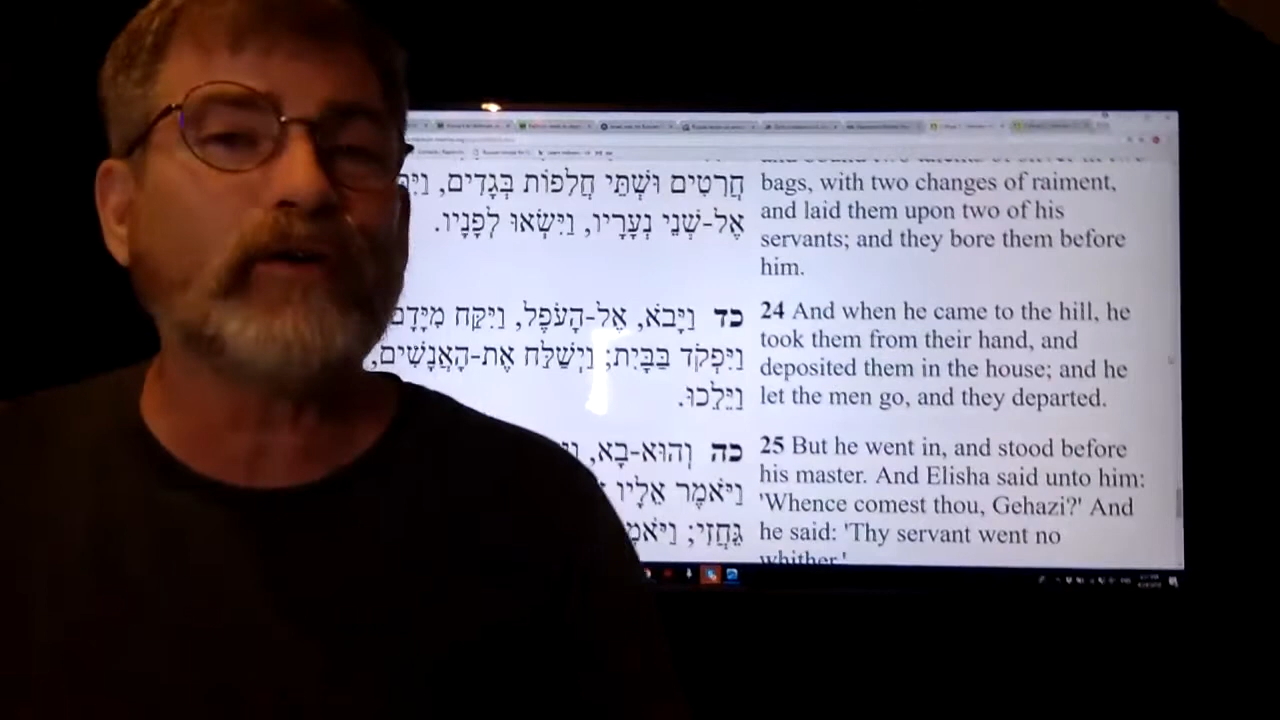 חֲרִטִים וּשְׁתֵּי חֲלִפוֹת בְּגָדִים,
אֶל-שְׁנֵי נְעָרָיו, וַיִּשְׂאוּ לְפָנָיו.
כד וַיָּבֹא, אֶל-הָעֹפֶל, וַיִּקַּח מִיָּדָם
וַיִּפְקֹד בַּבָּיִת; וַיְשַׁלַּח אֶת-הָאֲנָשִׁים,
וַיֵּלֵכוּ.
כה וְהוּא-בָא,
וַיֹּאמֶר אֵלָיו
גֵּחֲזִי;
bags, with two changes of raiment,
and laid them upon two of his
servants; and they bore them before
him.
24 And when he came to the hill, he
took them from their hand, and
deposited them in the house; and he
let the men go, and they departed.
25 But he went in, and stood before
his master. And Elisha said unto him:
'Whence comest thou, Gehazi?' And
he said: 'Thy servant went no
whither.'